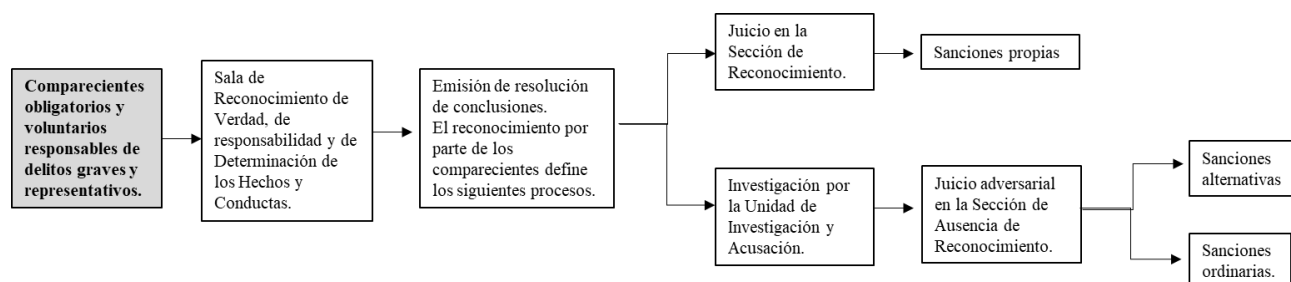 Comparecientes
obligatorios y
voluntarios
responsables de
delitos graves y
representativos.
Sala de
Reconocimiento de
Verdad, de
responsabilidad y de
Determinación de
los Hechos y
Conductas.
Emisión de resolución
de conclusiones.
El reconocimiento por
parte de los
comparecientes define
los siguientes procesos.
Juicio en la
Sección de
Reconocimiento.
Sanciones propias
Investigación por
la Unidad de
Investigación y
Acusación.
Juicio adversarial
en la Sección de
Ausencia de
Reconocimiento.
Sanciones
alternativas
Sanciones
ordinarias.